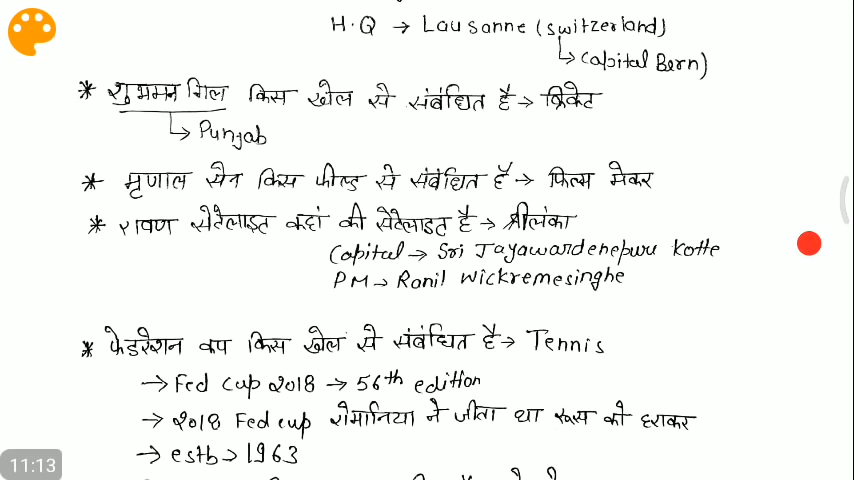 H.Q → Lausanne (switzerland)
↳ capital Bern)
* शुभमन गिल किस खेल से संबंधित है → क्रिकेट
↳ Punjab
* मृणाल सेन किस फील्ड से संबंधित है → फिल्म मेकर
* रावण सेटेलाइट कहां की सेटेलाइट है → श्रीलंका
Capital → Sri Jayawardenepuru Kotte
PM → Ranil Wickremesinghe
* फेडरेशन कप किस खेल से संबंधित है → Tennis
→ Fed Cup 2018 → 56th edition
→ 2018 Fed cup रोमानिया ने जीता था रूस को हराकर
→ estb → 1963
11:13